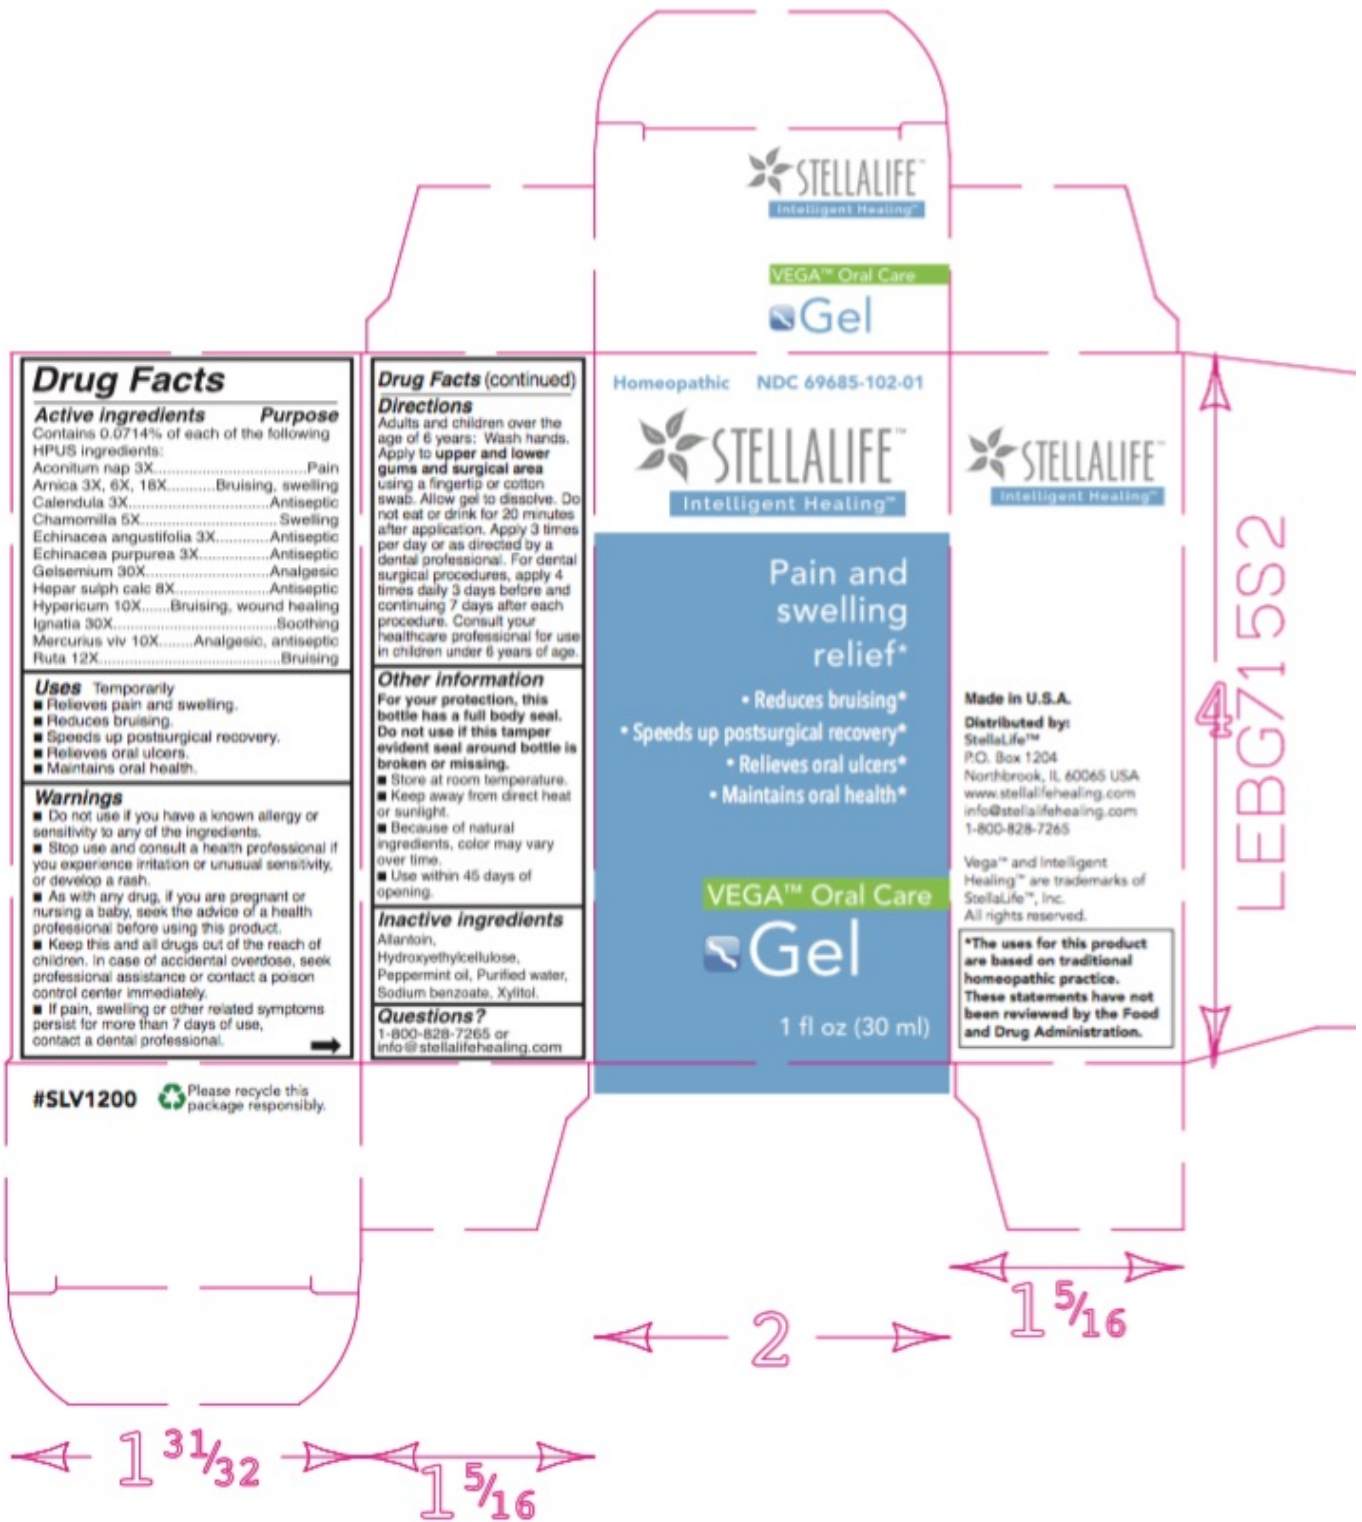 STELLALIFE™
Intelligent Healing™
VEGA™ Oral Care
Gel
Drug Facts
Active ingredients Purpose
Contains 0.0714% of each of the following
HPUS ingredients:
Aconitum nap 3X......................................Pain
Arnica 3X, 6X, 18X............Bruising, swelling
Calendula 3X...................................Antiseptic
Chamomilla 5X.................................. Swelling
Echinacea angustifolia 3X.............Antiseptic
Echinacea purpurea 3X.................Antiseptic
Gelsemium 30X...............................Analgesic
Hepar sulph calc 8X.......................Antiseptic
Hypericum 10X.......Bruising, wound healing
Ignatia 30X.........................................Soothing
Mercurius viv 10X........Analgesic, antiseptic
Ruta 12X.............................................Bruising
Uses Temporarily
■ Relieves pain and swelling.
■ Reduces bruising.
■ Speeds up postsurgical recovery.
■ Relieves oral ulcers.
■ Maintains oral health.
Warnings
■ Do not use if you have a known allergy or
sensitivity to any of the ingredients.
■ Stop use and consult a health professional if
you experience irritation or unusual sensitivity,
or develop a rash.
■ As with any drug, if you are pregnant or
nursing a baby, seek the advice of a health
professional before using this product.
■ Keep this and all drugs out of the reach of
children. In case of accidental overdose, seek
professional assistance or contact a poison
control center immediately.
■ If pain, swelling or other related symptoms
persist for more than 7 days of use,
contact a dental professional.
#SLV1200
Please recycle this
package responsibly.
Drug Facts (continued)
Directions
Adults and children over the
age of 6 years: Wash hands.
Apply to upper and lower
gums and surgical area
using a fingertip or cotton
swab. Allow gel to dissolve. Do
not eat or drink for 20 minutes
after application. Apply 3 times
per day or as directed by a
dental professional. For dental
surgical procedures, apply 4
times daily 3 days before and
continuing 7 days after each
procedure. Consult your
healthcare professional for use
in children under 6 years of age.
Other information
For your protection, this
bottle has a full body seal.
Do not use if this tamper
evident seal around bottle is
broken or missing.
■ Store at room temperature.
■ Keep away from direct heat
or sunlight.
■ Because of natural
ingredients, color may vary
over time.
■ Use within 45 days of
opening.
Inactive ingredients
Allantoin,
Hydroxyethylcellulose,
Peppermint oil, Purified water,
Sodium benzoate, Xylitol.
Questions?
1-800-828-7265 or
info@stellalifehealing.com
Homeopathic NDC 69685-102-01
STELLALIFE™
Intelligent Healing™
Pain and
swelling
relief*
• Reduces bruising*
• Speeds up postsurgical recovery*
• Relieves oral ulcers*
• Maintains oral health*
VEGA™ Oral Care
Gel
1 fl oz (30 ml)
STELLALIFE™
Intelligent Healing™
Made in U.S.A.
Distributed by:
StellaLife™
P.O. Box 1204
Northbrook, IL 60065 USA
www.stellalifehealing.com
info@stellalifehealing.com
1-800-828-7265
Vega™ and Intelligent
Healing™ are trademarks of
StellaLife™, Inc.
All rights reserved.
*The uses for this product
are based on traditional
homeopathic practice.
These statements have not
been reviewed by the Food
and Drug Administration.
4
LEBG715S2
1 5/16
2
1 31/32
1 5/16